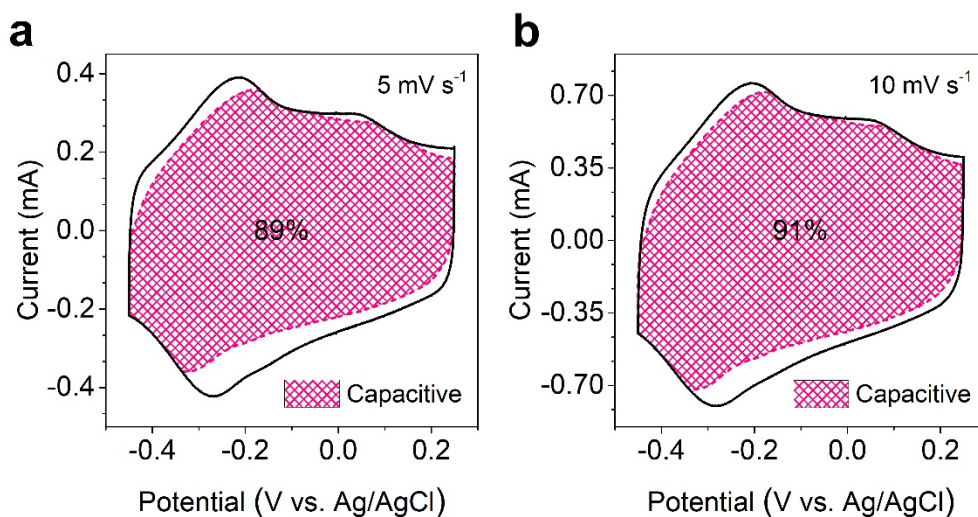 a
5 mV s⁻¹
0.4
0.2
0.0
-0.2
-0.4
Current (mA)
89%
Capacitive
-0.4 -0.2 0.0 0.2
Potential (V vs. Ag/AgCl)
b
10 mV s⁻¹
0.70
0.35
0.00
-0.35
-0.70
Current (mA)
91%
Capacitive
-0.4 -0.2 0.0 0.2
Potential (V vs. Ag/AgCl)